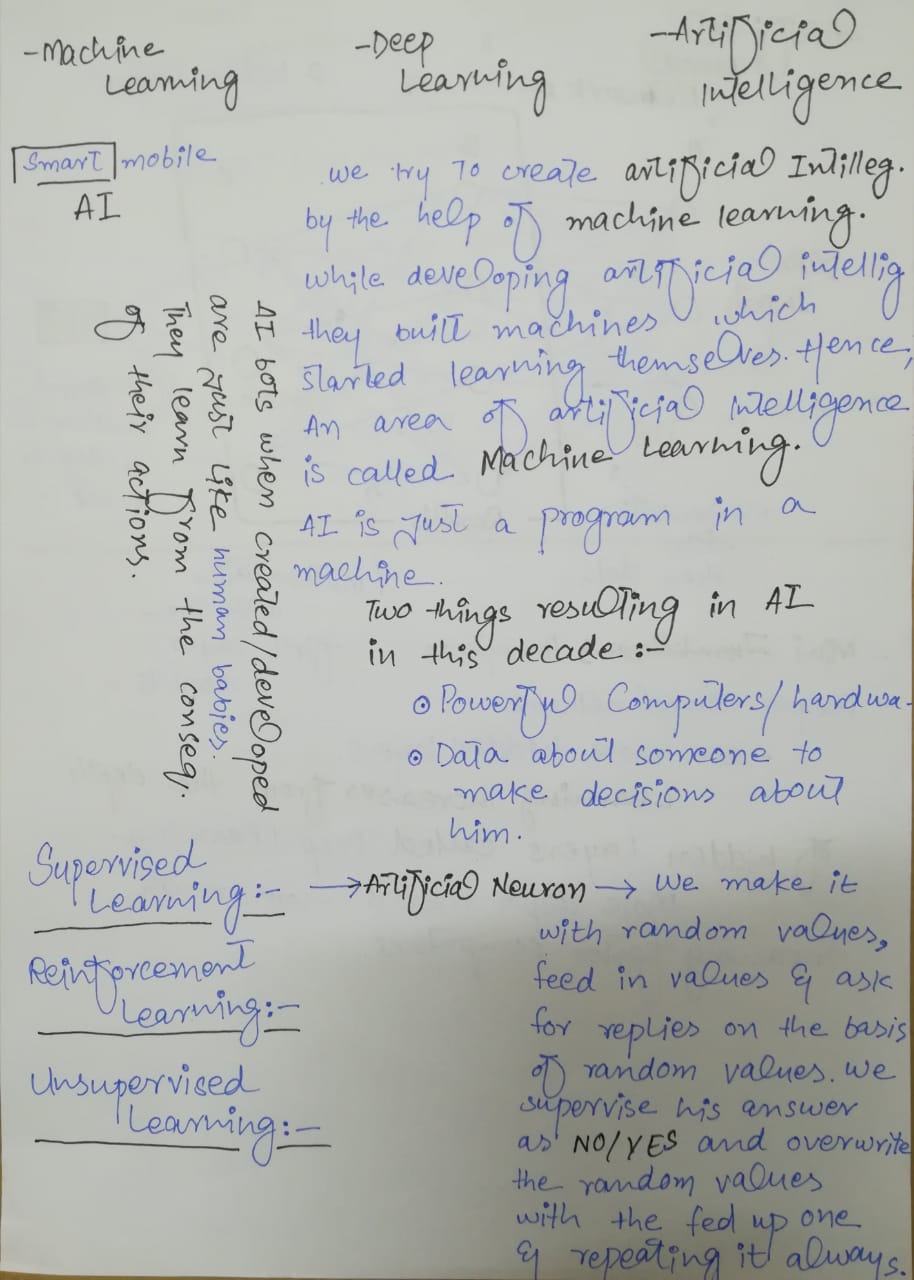 -Machine Learning
-Deep Learning
-Artificial Intelligence
Smart mobile
AI
we try To create artificial Intilleg.
by the help of machine learning.
while developing artificial intellig
they built machines which
started learning themselves. Hence,
An area of artificial Intelligence
is called Machine Learning.
AI is just a program in a
machine.
AI bots when created/developed
are just like human babies.
They learn from the conseq.
of their actions.
Two things resulting in AI
in this decade :-
Powerful Computers/hardwa-
Data about someone to
make decisions about
him.
Supervised
Learning:- →Artificial Neuron → We make it
with random values,
feed in values & ask
for replies on the basis
of random values. We
supervise his answer
as NO/YES and overwrite
the random values
with the fed up one
& repeating it always.
Reinforcement
Learning:-
Unsupervised
Learning:-